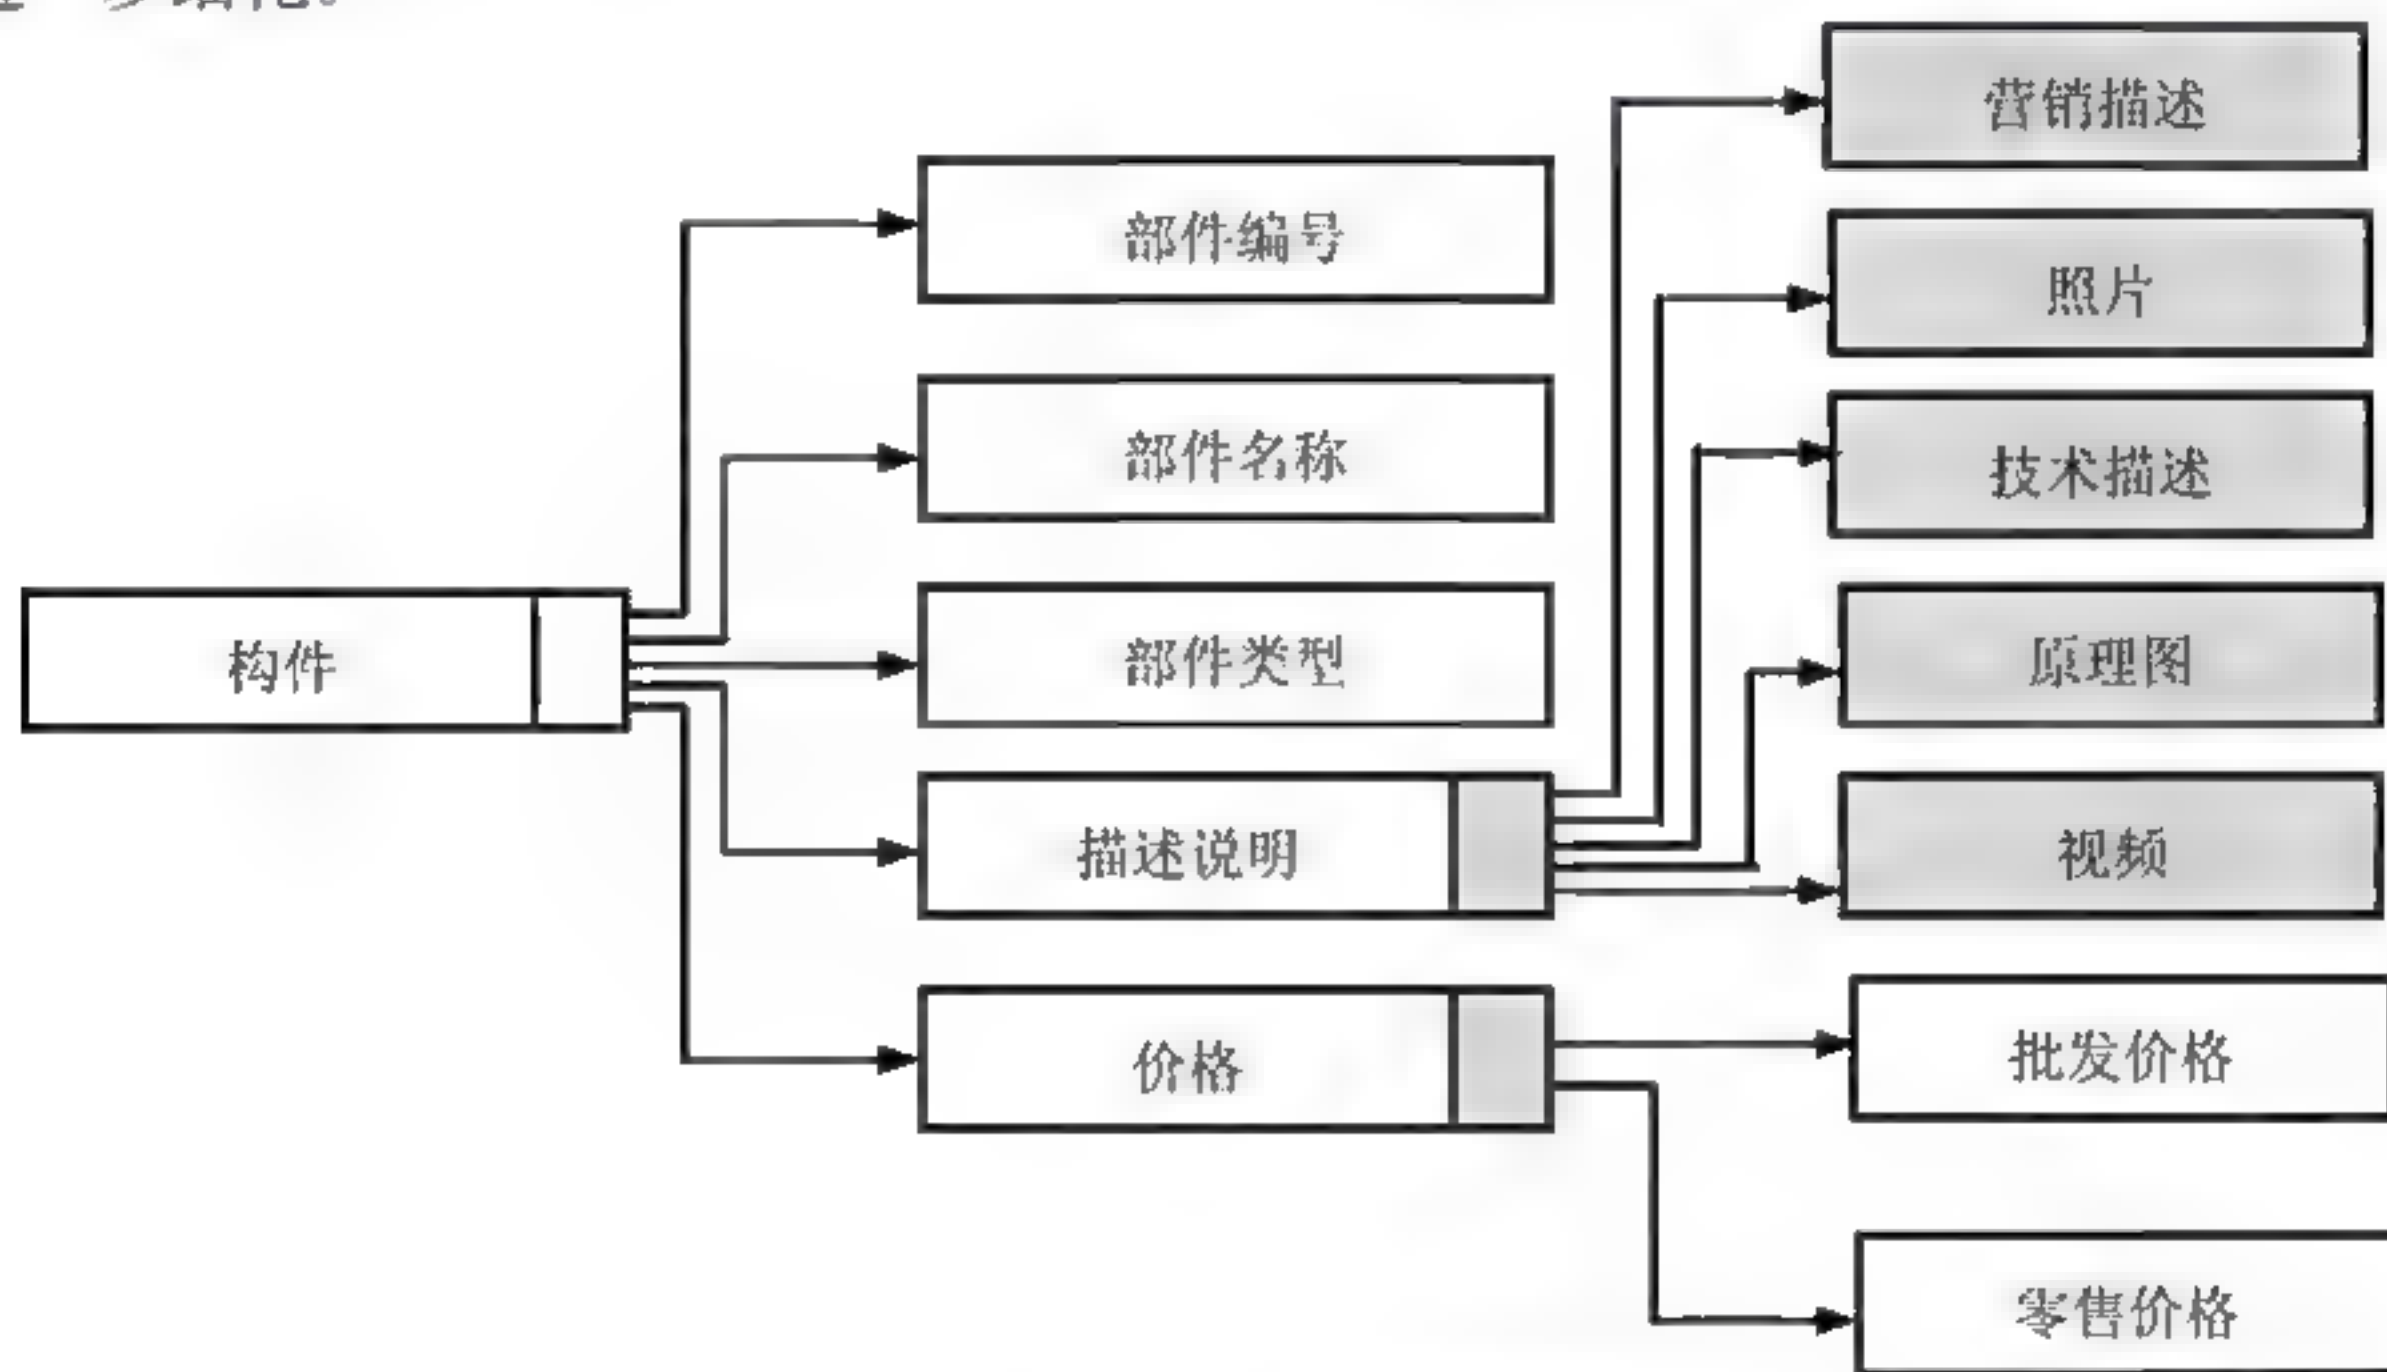 营销描述
部件编号
照片
部件名称
技术描述
构件
部件类型
原理图
描述说明
视频
价格
批发价格
零售价格